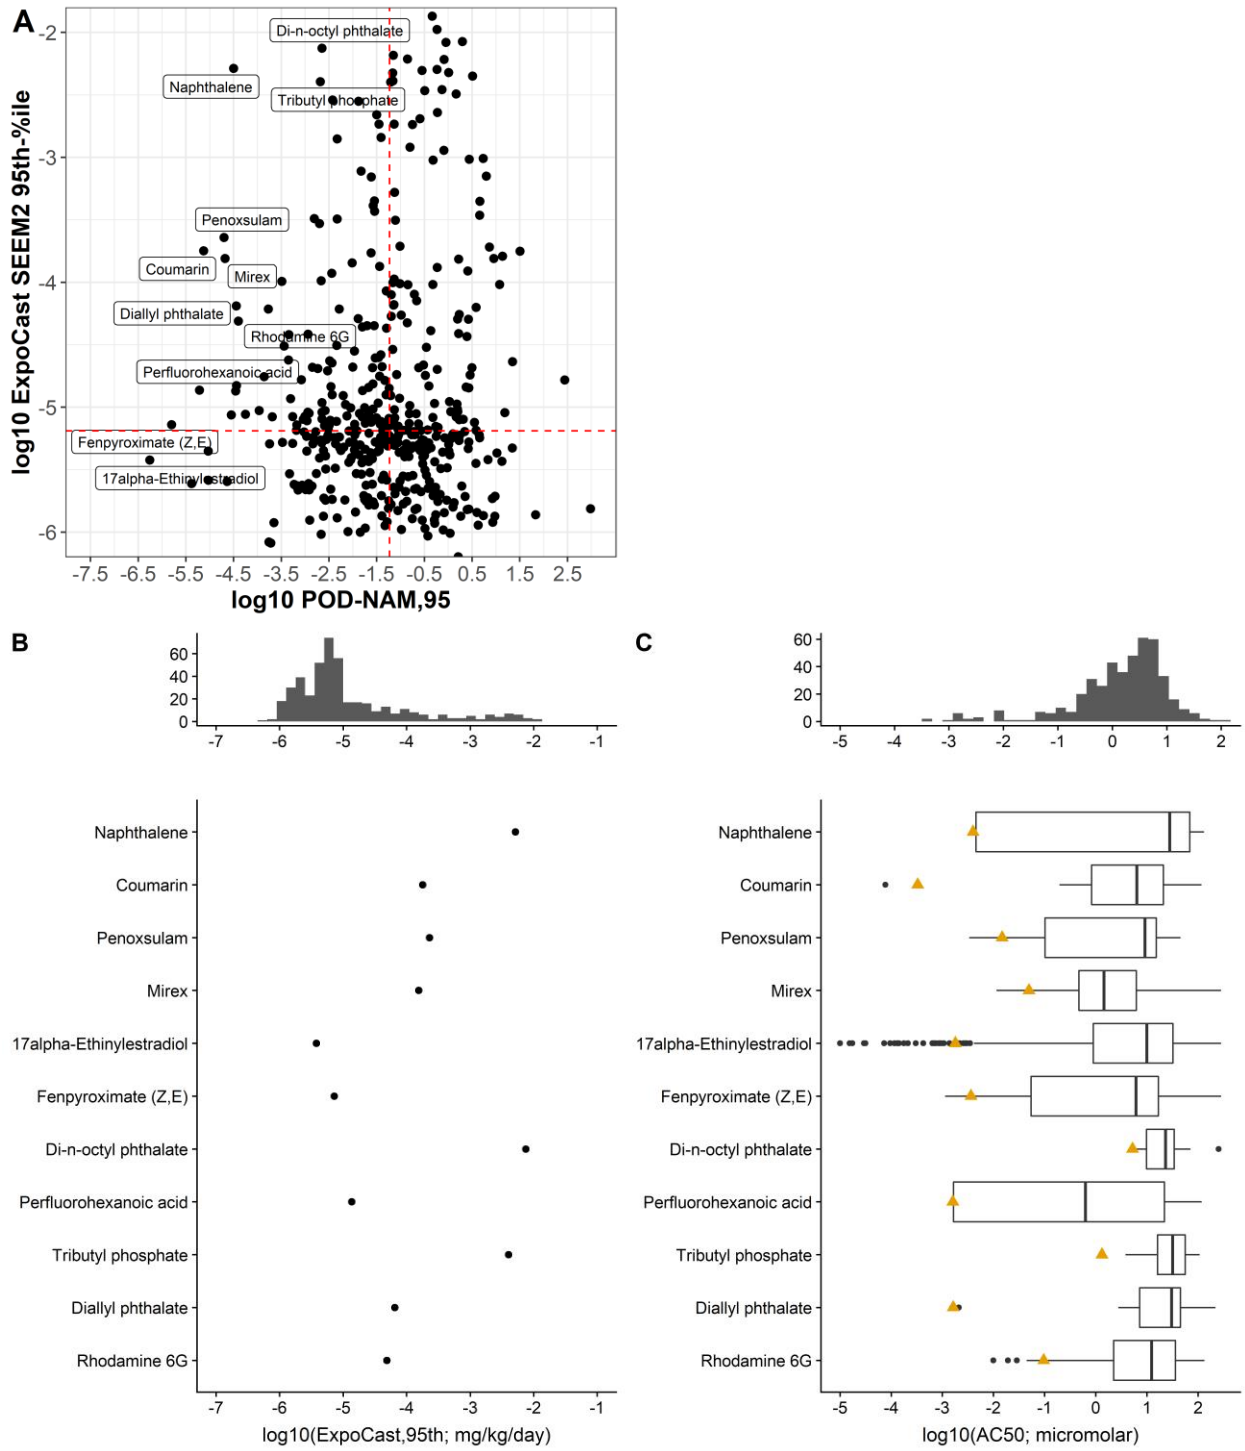 A
log10 ExpoCast SEEM2 95th-%ile
-2
-3
-4
-5
-6
Di-n-octyl phthalate
Naphthalene
Tributyl phosphate
Penoxsulam
Coumarin
Mirex
Diallyl phthalate
Rhodamine 6G
Perfluorohexanoic acid
Fenpyroximate (Z,E)
17alpha-Ethinylestradiol
-7.5 -6.5 -5.5 -4.5 -3.5 -2.5 -1.5 -0.5 0.5 1.5 2.5
log10 POD-NAM,95
B
60
40
20
0
-7 -6 -5 -4 -3 -2 -1
Naphthalene
Coumarin
Penoxsulam
Mirex
17alpha-Ethinylestradiol
Fenpyroximate (Z,E)
Di-n-octyl phthalate
Perfluorohexanoic acid
Tributyl phosphate
Diallyl phthalate
Rhodamine 6G
-7 -6 -5 -4 -3 -2 -1
log10(ExpoCast,95th; mg/kg/day)
C
60
40
20
0
-5 -4 -3 -2 -1 0 1 2
Naphthalene
Coumarin
Penoxsulam
Mirex
17alpha-Ethinylestradiol
Fenpyroximate (Z,E)
Di-n-octyl phthalate
Perfluorohexanoic acid
Tributyl phosphate
Diallyl phthalate
Rhodamine 6G
-5 -4 -3 -2 -1 0 1 2
log10(AC50; micromolar)